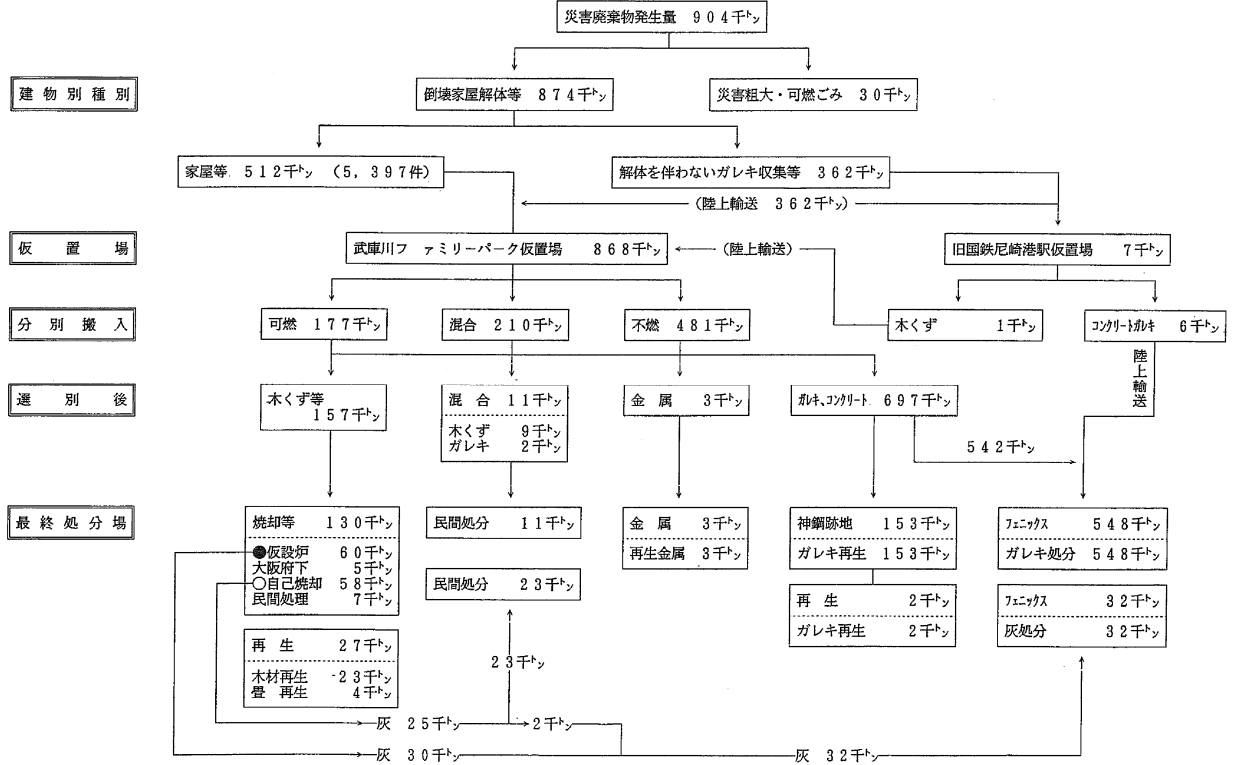 災害廃棄物発生量 904千㌧
建物別種別
倒壊家屋解体等 874千㌧
災害粗大・可燃ごみ 30千㌧
家屋等 512千㌧ (5,397件)
解体を伴わないガレキ収集等 362千㌧
(陸上輸送 362千㌧)
仮置場
武庫川ファミリーパーク仮置場 868千㌧
(陸上輸送)
旧国鉄尼崎港駅仮置場 7千㌧
分別搬入
可燃 177千㌧
混合 210千㌧
不燃 481千㌧
木くず 1千㌧
コンクリートガレキ 6千㌧
陸上輸送
選別後
木くず等
157千㌧
混合 11千㌧
木くず 9千㌧
ガレキ 2千㌧
金属 3千㌧
ガレキ、コンクリート 697千㌧
542千㌧
最終処分場
焼却等 130千㌧
●仮設炉 60千㌧
大阪府下 5千㌧
○自己焼却 58千㌧
民間処理 7千㌧
再生 27千㌧
木材再生 23千㌧
畳再生 4千㌧
民間処分 11千㌧
民間処分 23千㌧
23千㌧
金属 3千㌧
再生金属 3千㌧
神鋼跡地 153千㌧
ガレキ再生 153千㌧
再生 2千㌧
ガレキ再生 2千㌧
フェニックス 548千㌧
ガレキ処分 548千㌧
フェニックス 32千㌧
灰処分 32千㌧
灰 25千㌧
2千㌧
灰 30千㌧
灰 32千㌧